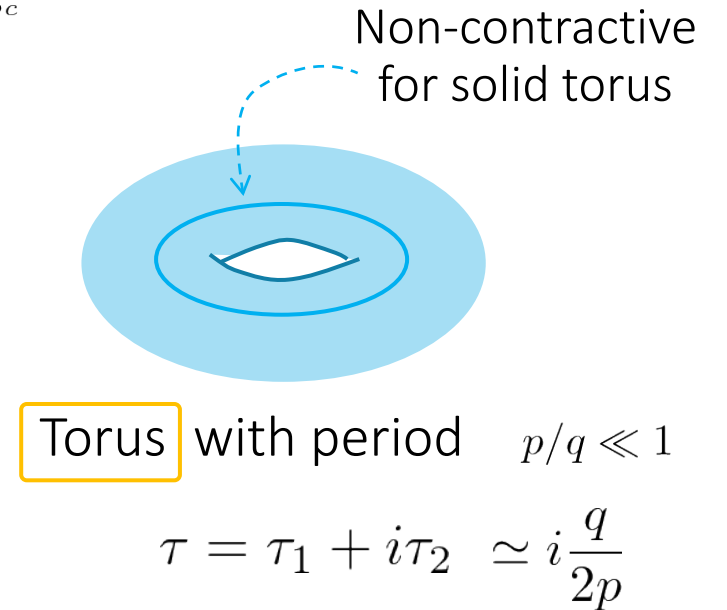 Non-contractive
for solid torus
Torus with period p/q ≪ 1
τ = τ₁ + iτ₂ ≃ i q/2p